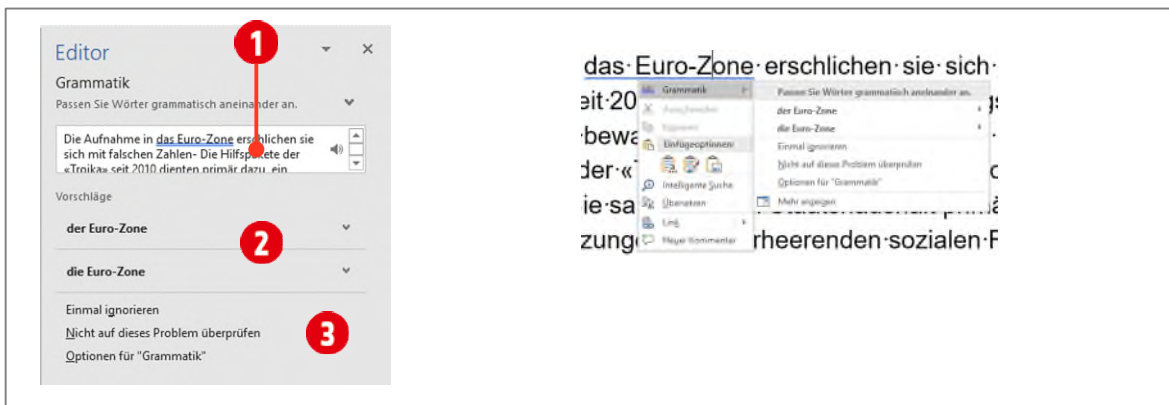 1
Editor
Grammatik
Passen Sie Wörter grammatisch aneinander an.
Die Aufnahme in das Euro-Zone erschlichen sie
sich mit falschen Zahlen- Die Hilfspakete der
«Troika» seit 2010 dienten primär dazu, ein
Vorschläge
der Euro-Zone
2
die Euro-Zone
Einmal ignorieren
Nicht auf dieses Problem überprüfen
3
Optionen für "Grammatik"
das·Euro-Zone·erschlichen·sie·sich·
eit·20
·bewa
der·«
ie·sa
zung
rheerenden·sozialen·F
Grammatik
Ausschneiden
Kopieren
Einfügeoptionen:
Intelligente Suche
Übersetzen
Link
Neuer Kommentar
Passen Sie Wörter grammatisch aneinander an.
der Euro-Zone
die Euro-Zone
Einmal ignorieren
Nicht auf dieses Problem überprüfen
Optionen für "Grammatik"
Mehr anzeigen